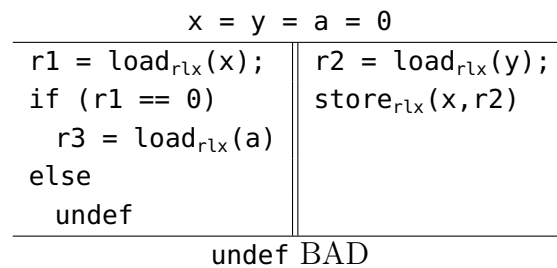 x = y = a = 0
r1 = load_rlx(x);
if (r1 == 0)
r3 = load_rlx(a)
else
undef
r2 = load_rlx(y);
store_rlx(x,r2)
undef BAD